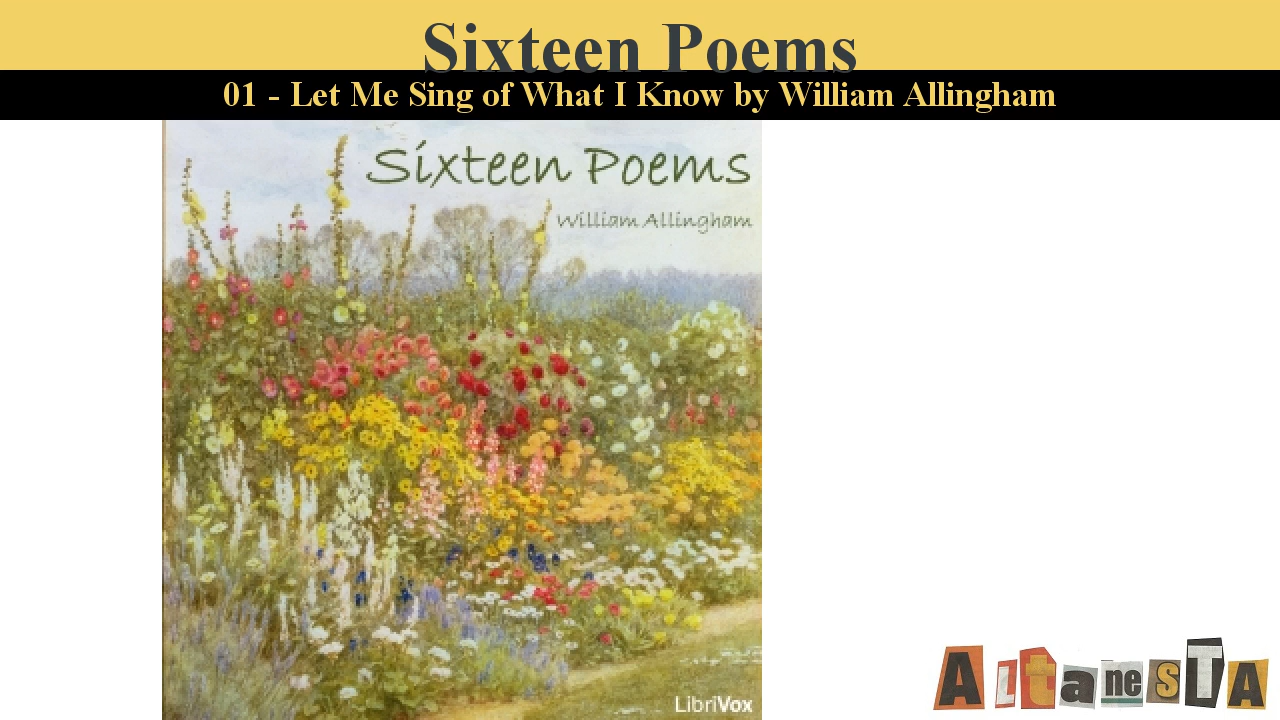 Sixteen Poems
01 - Let Me Sing of What I Know by William Allingham
Sixteen Poems
William Allingham
LibriVox
AltanesTA